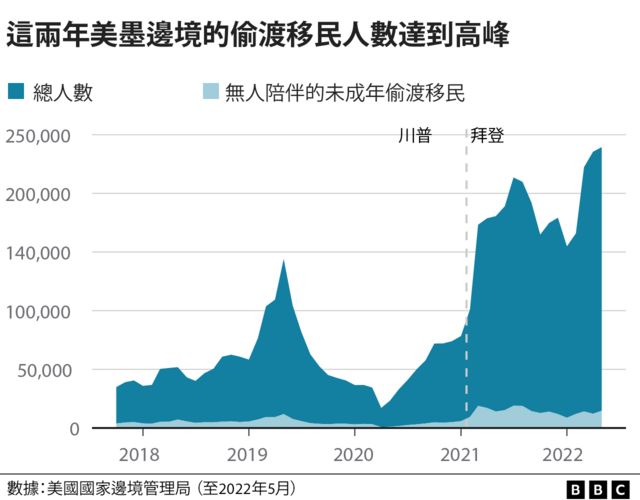 這兩年美墨邊境的偷渡移民人數達到高峰
總人數
無人陪伴的未成年偷渡移民
川普 拜登
250,000
200,000
140,000
100,000
50,000
0
2018 2019 2020 2021 2022
數據：美國國家邊境管理局（至2022年5月）
BBC